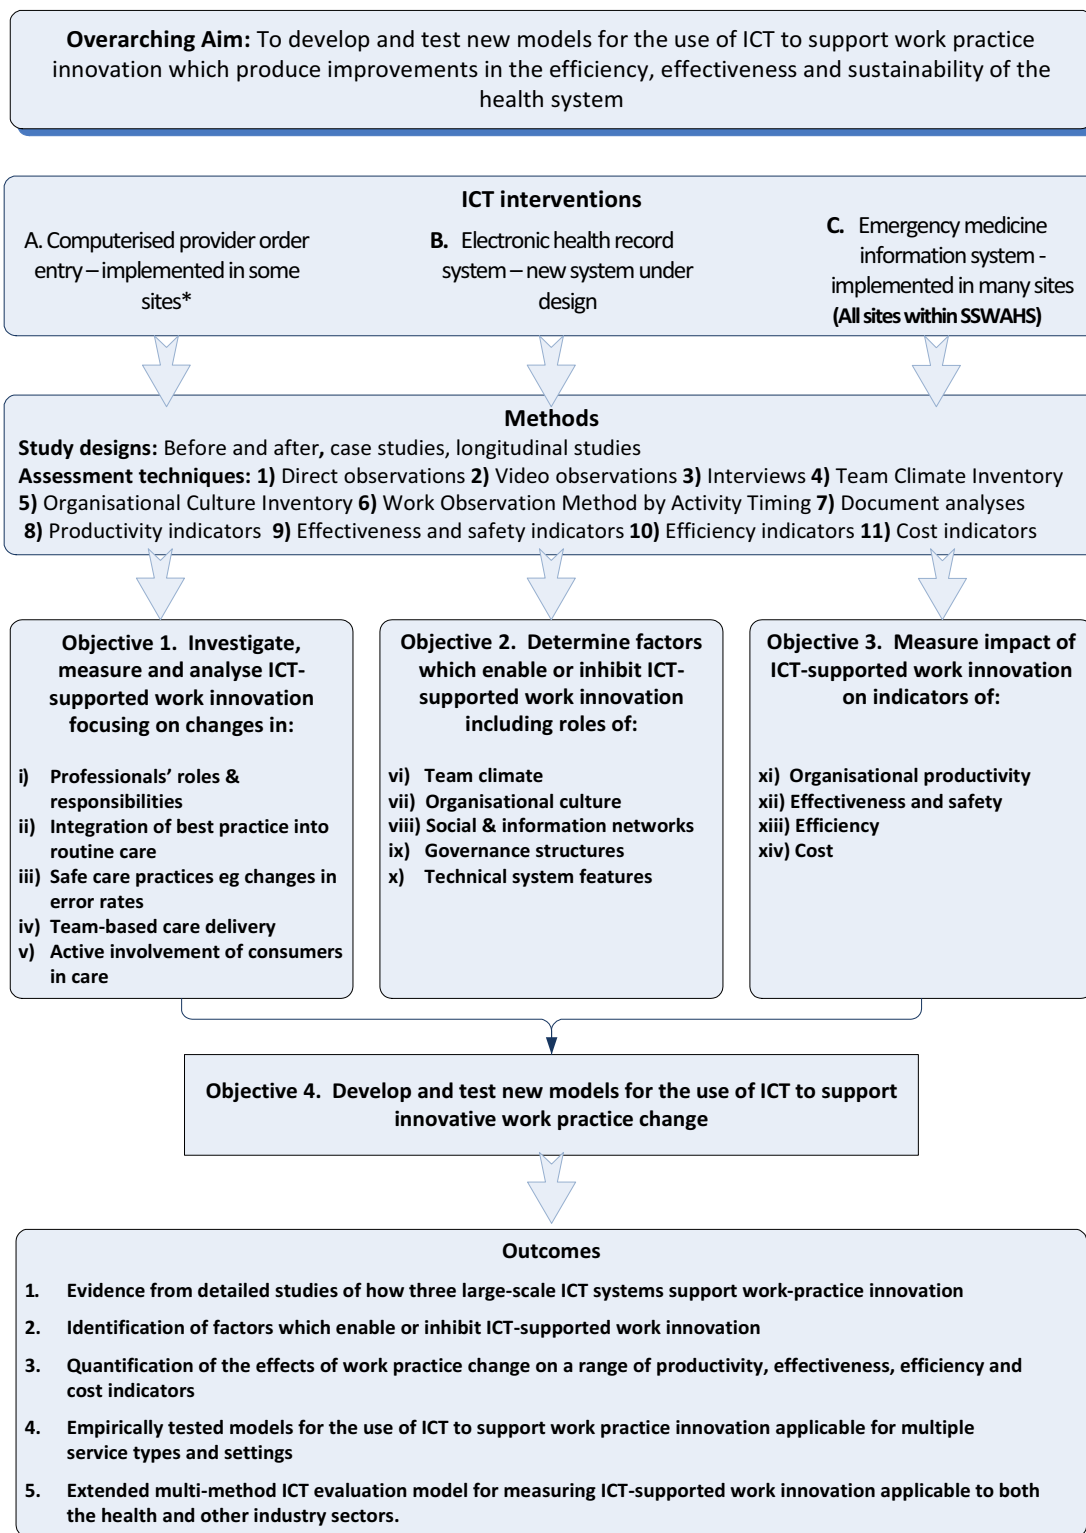 Overarching Aim: To develop and test new models for the use of ICT to support work practice
innovation which produce improvements in the efficiency, effectiveness and sustainability of the
health system
ICT interventions
A. Computerised provider order
entry – implemented in some
sites*
B. Electronic health record
system – new system under
design
C. Emergency medicine
information system -
implemented in many sites
(All sites within SSWAHS)
Methods
Study designs: Before and after, case studies, longitudinal studies
Assessment techniques: 1) Direct observations 2) Video observations 3) Interviews 4) Team Climate Inventory
5) Organisational Culture Inventory 6) Work Observation Method by Activity Timing 7) Document analyses
8) Productivity indicators 9) Effectiveness and safety indicators 10) Efficiency indicators 11) Cost indicators
Objective 1. Investigate,
measure and analyse ICT-
supported work innovation
focusing on changes in:
i) Professionals' roles &
responsibilities
ii) Integration of best practice into
routine care
iii) Safe care practices eg changes in
error rates
iv) Team-based care delivery
v) Active involvement of consumers
in care
Objective 2. Determine factors
which enable or inhibit ICT-
supported work innovation
including roles of:
vi) Team climate
vii) Organisational culture
viii) Social & information networks
ix) Governance structures
x) Technical system features
Objective 3. Measure impact of
ICT-supported work innovation
on indicators of:
xi) Organisational productivity
xii) Effectiveness and safety
xiii) Efficiency
xiv) Cost
Objective 4. Develop and test new models for the use of ICT to support
innovative work practice change
Outcomes
1. Evidence from detailed studies of how three large-scale ICT systems support work-practice innovation
2. Identification of factors which enable or inhibit ICT-supported work innovation
3. Quantification of the effects of work practice change on a range of productivity, effectiveness, efficiency and
cost indicators
4. Empirically tested models for the use of ICT to support work practice innovation applicable for multiple
service types and settings
5. Extended multi-method ICT evaluation model for measuring ICT-supported work innovation applicable to both
the health and other industry sectors.